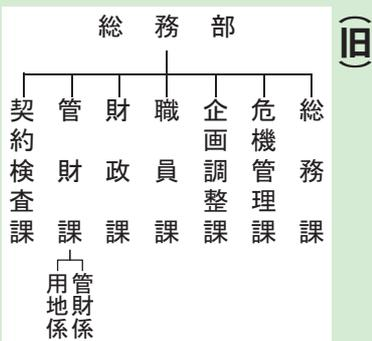 (旧)
総務部
総務課
危機管理課
企画調整課
職員課
財政課
管財課
管財係
用地係
契約検査課